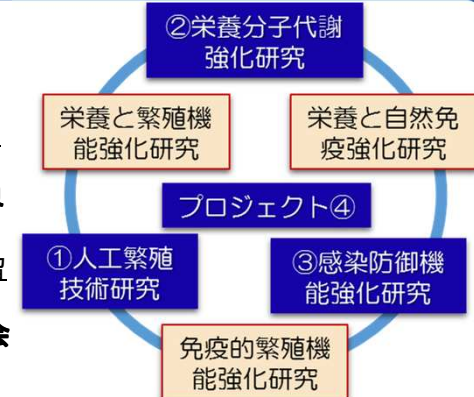 ②栄養分子代謝
強化研究
栄養と繁殖機
能強化研究
栄養と自然免
疫強化研究
プロジェクト④
①人工繁殖
技術研究
③感染防御機
能強化研究
免疫的繁殖機
能強化研究